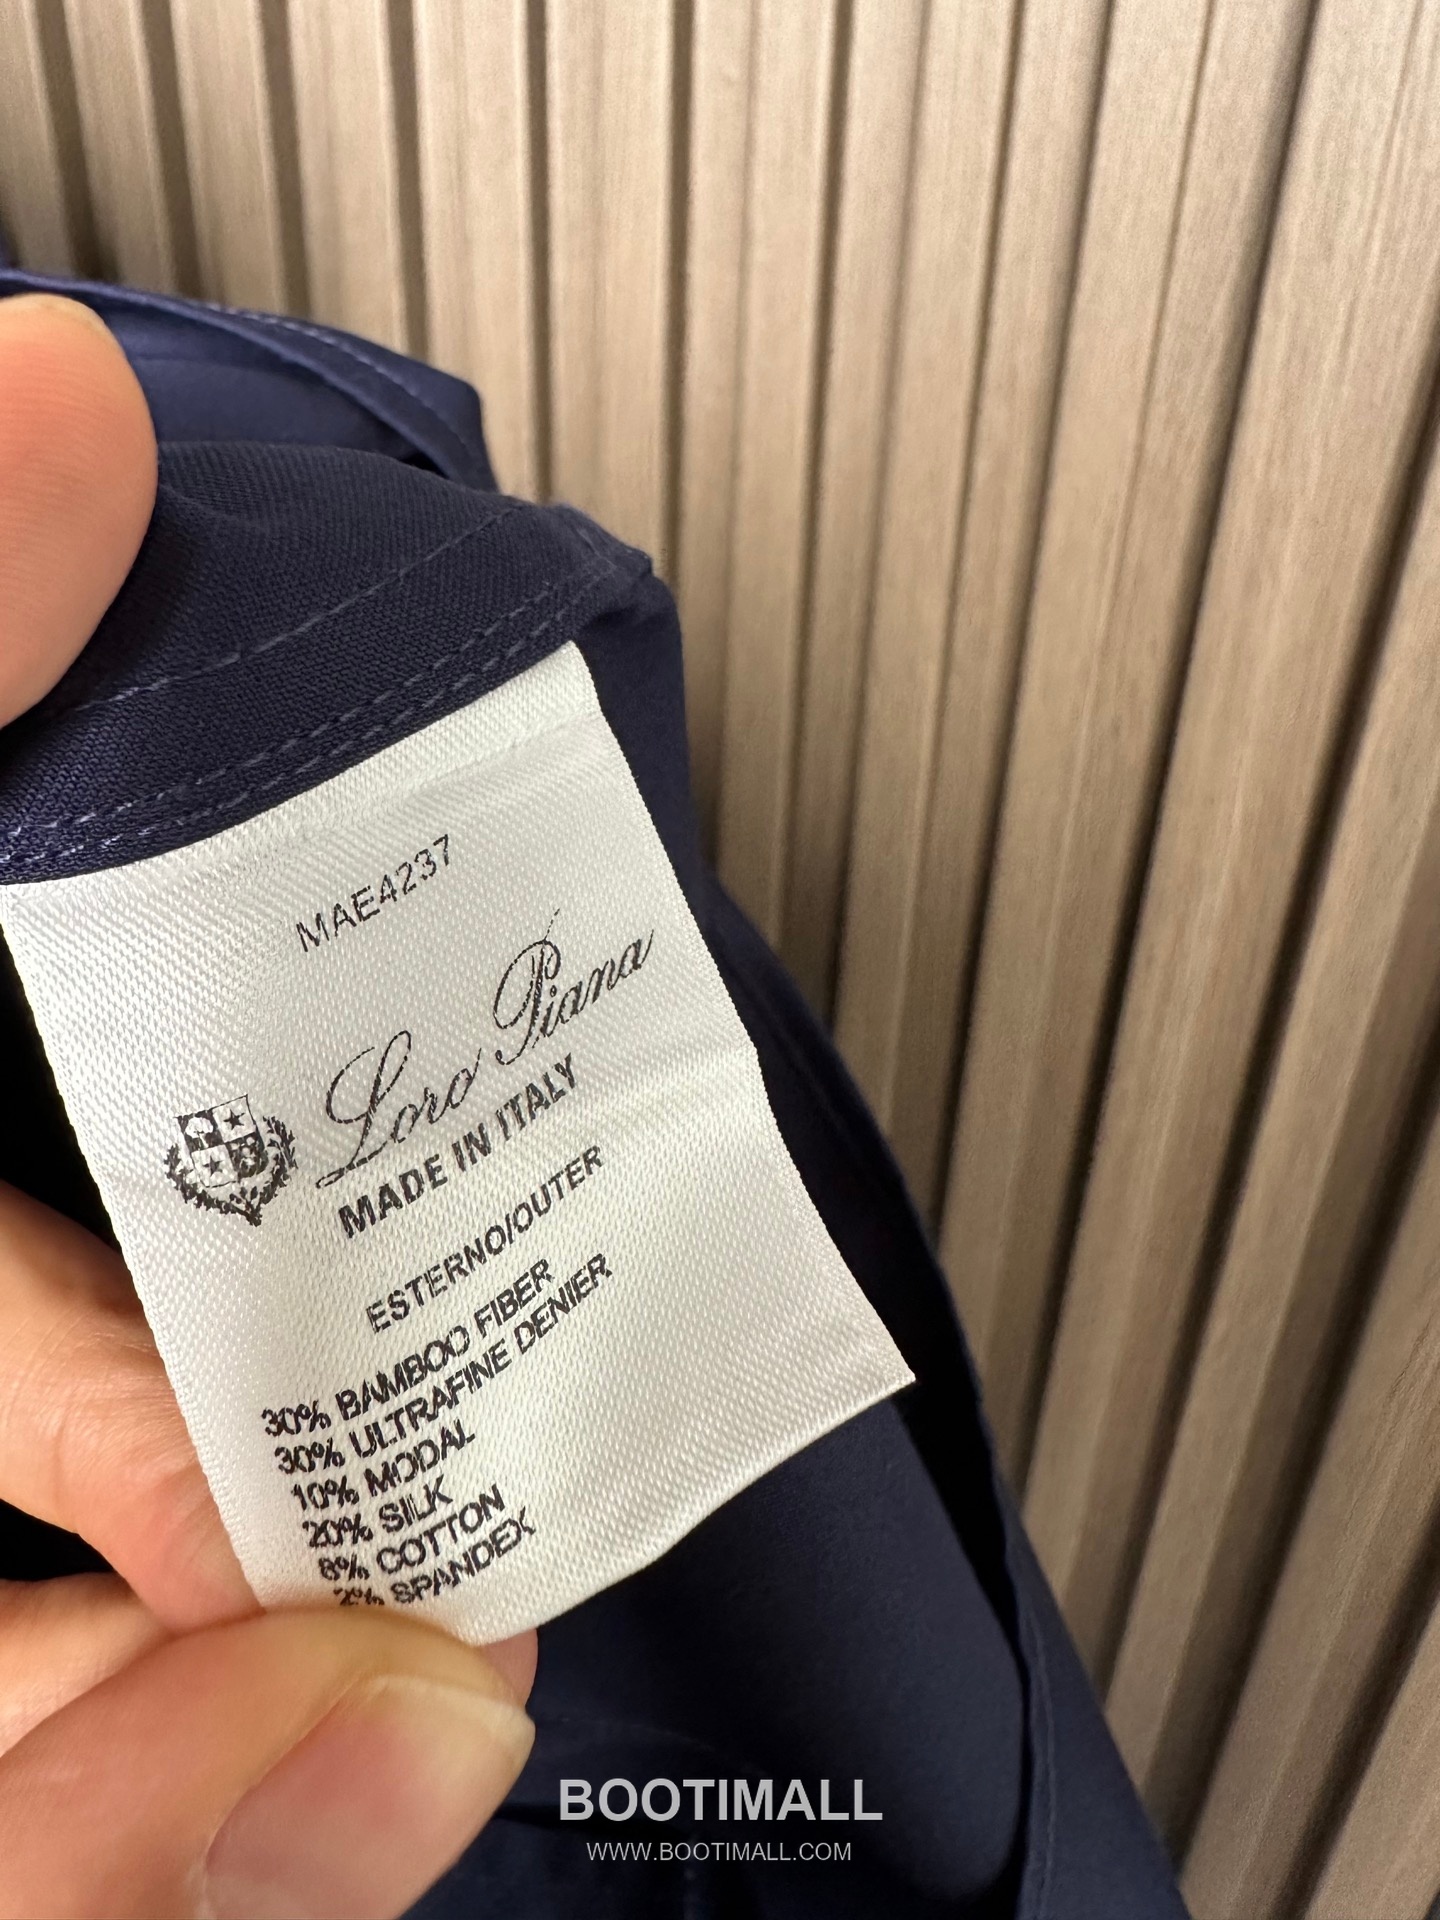 MAE4237
Loro Piana
MADE IN ITALY
ESTERNO/OUTER
30% BAMBOO FIBER
30% ULTRAFINE DENIER
10% MODAL
20% SILK
8% COTTON
2% SPANDEX
BOOTIMALL
WWW.BOOTIMALL.COM